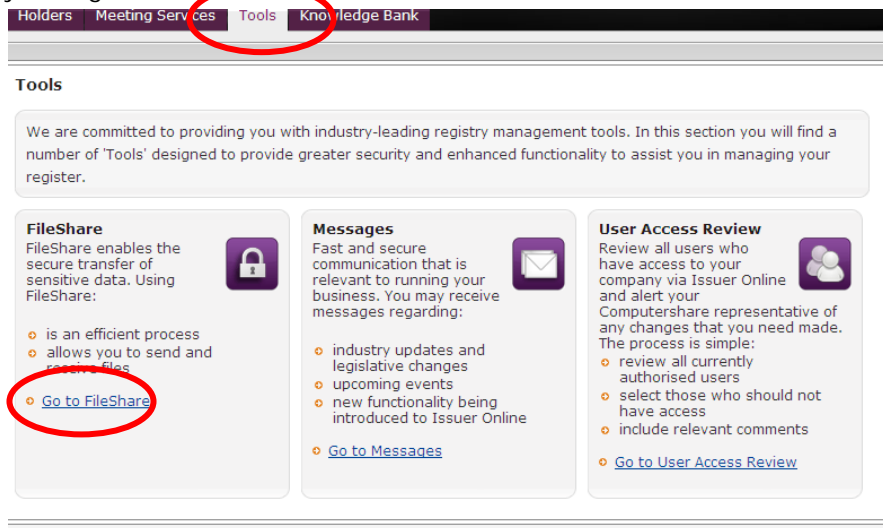 Holders Meeting Services Tools Knowledge Bank
Tools
We are committed to providing you with industry-leading registry management tools. In this section you will find a
number of 'Tools' designed to provide greater security and enhanced functionality to assist you in managing your
register.
FileShare
FileShare enables the
secure transfer of
sensitive data. Using
FileShare:
is an efficient process
allows you to send and
receive files
Go to FileShare
Messages
Fast and secure
communication that is
relevant to running your
business. You may receive
messages regarding:
industry updates and
legislative changes
upcoming events
new functionality being
introduced to Issuer Online
Go to Messages
User Access Review
Review all users who
have access to your
company via Issuer Online
and alert your
Computershare representative of
any changes that you need made.
The process is simple:
review all currently
authorised users
select those who should not
have access
include relevant comments
Go to User Access Review